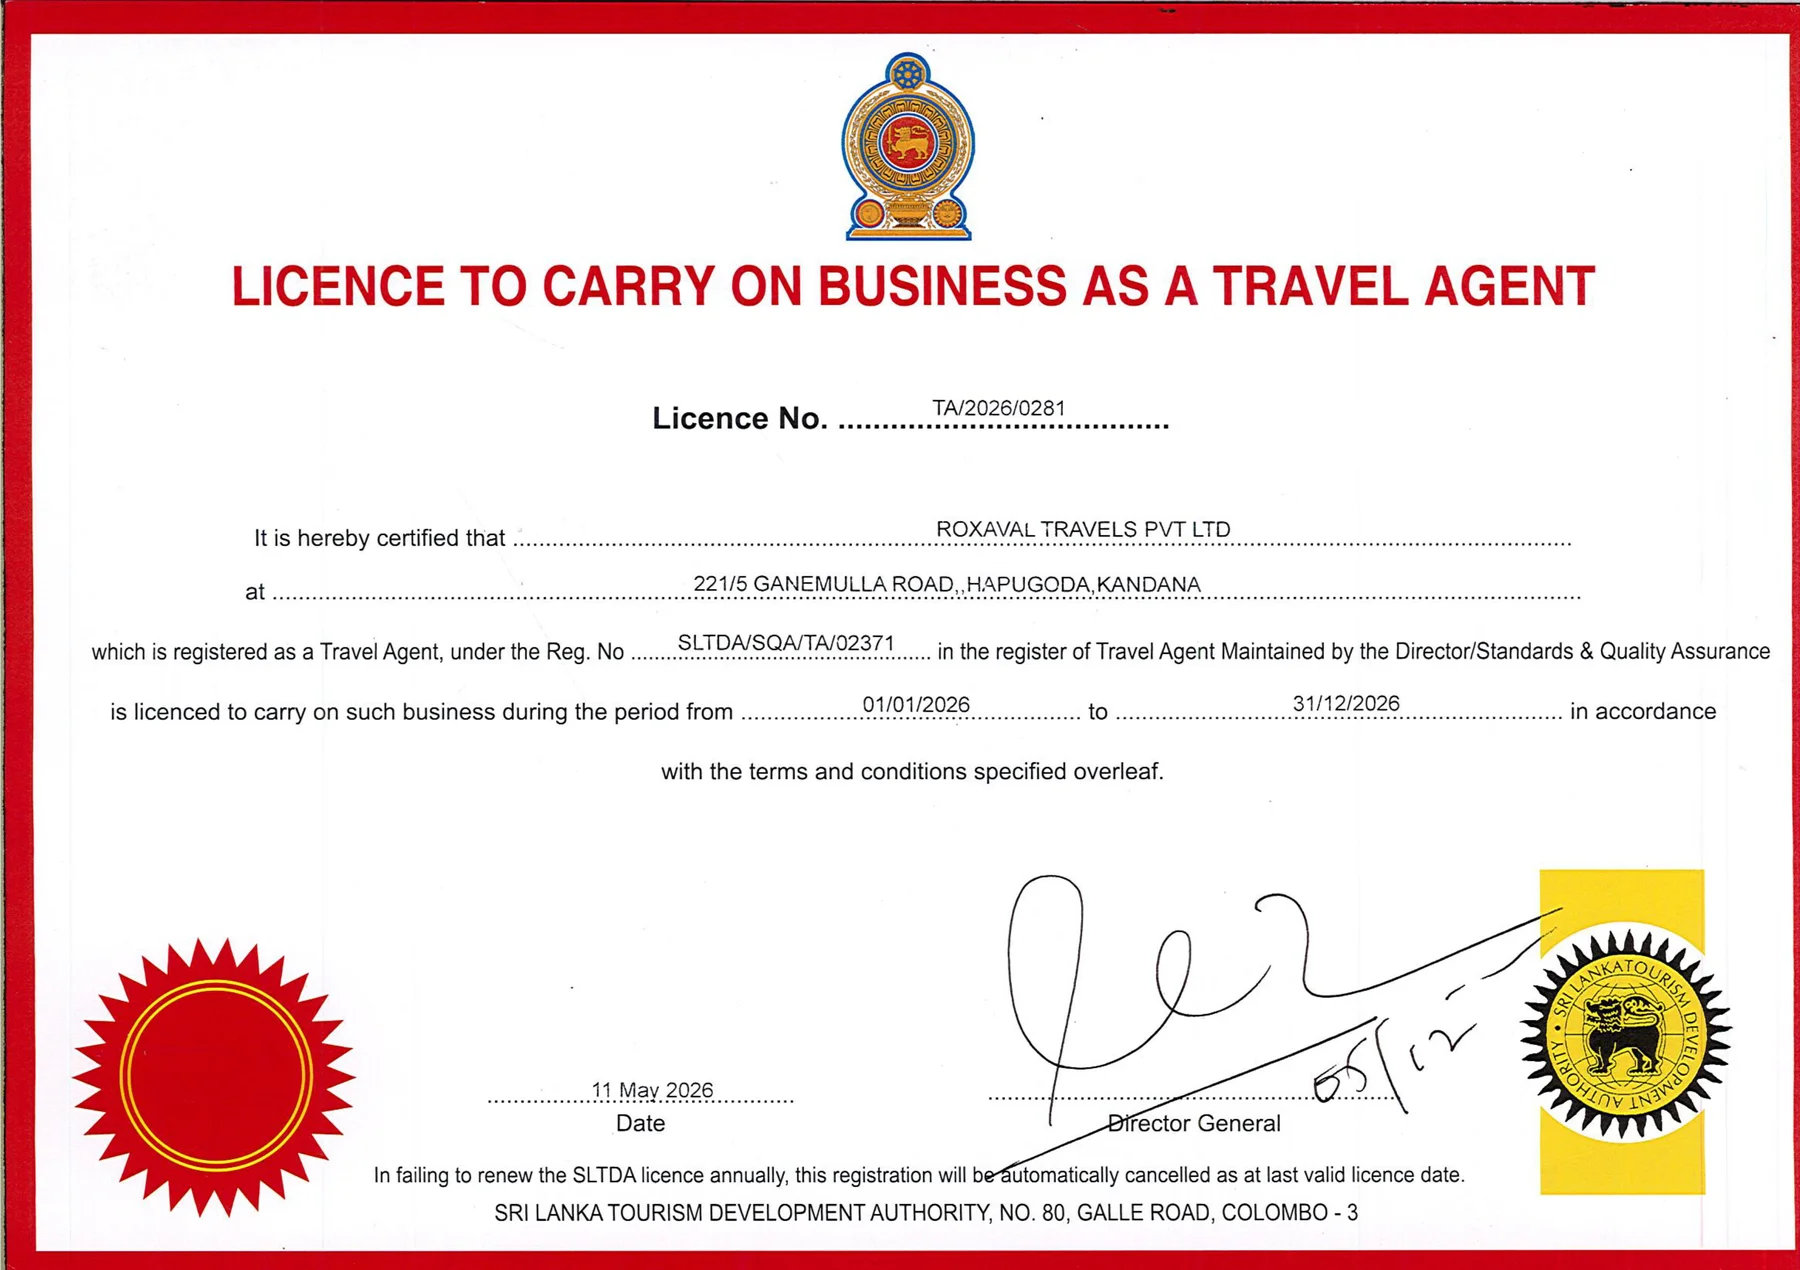 LICENCE TO CARRY ON BUSINESS AS A TRAVEL AGENT
Licence No. ...................................... TA/2026/0281
It is hereby certified that ROXAVAL TRAVELS PVT LTD
at 221/5 GANEMULLA ROAD,,HAPUGODA,KANDANA
which is registered as a Travel Agent, under the Reg. No SLTDA/SQA/TA/02371 in the register of Travel Agent Maintained by the Director/Standards & Quality Assurance
is licenced to carry on such business during the period from 01/01/2026 to 31/12/2026 in accordance
with the terms and conditions specified overleaf.
SRI LANKA TOURISM DEVELOPMENT AUTHORITY •
05/12
11 May 2026
Date
Director General
In failing to renew the SLTDA licence annually, this registration will be automatically cancelled as at last valid licence date.
SRI LANKA TOURISM DEVELOPMENT AUTHORITY, NO. 80, GALLE ROAD, COLOMBO - 3